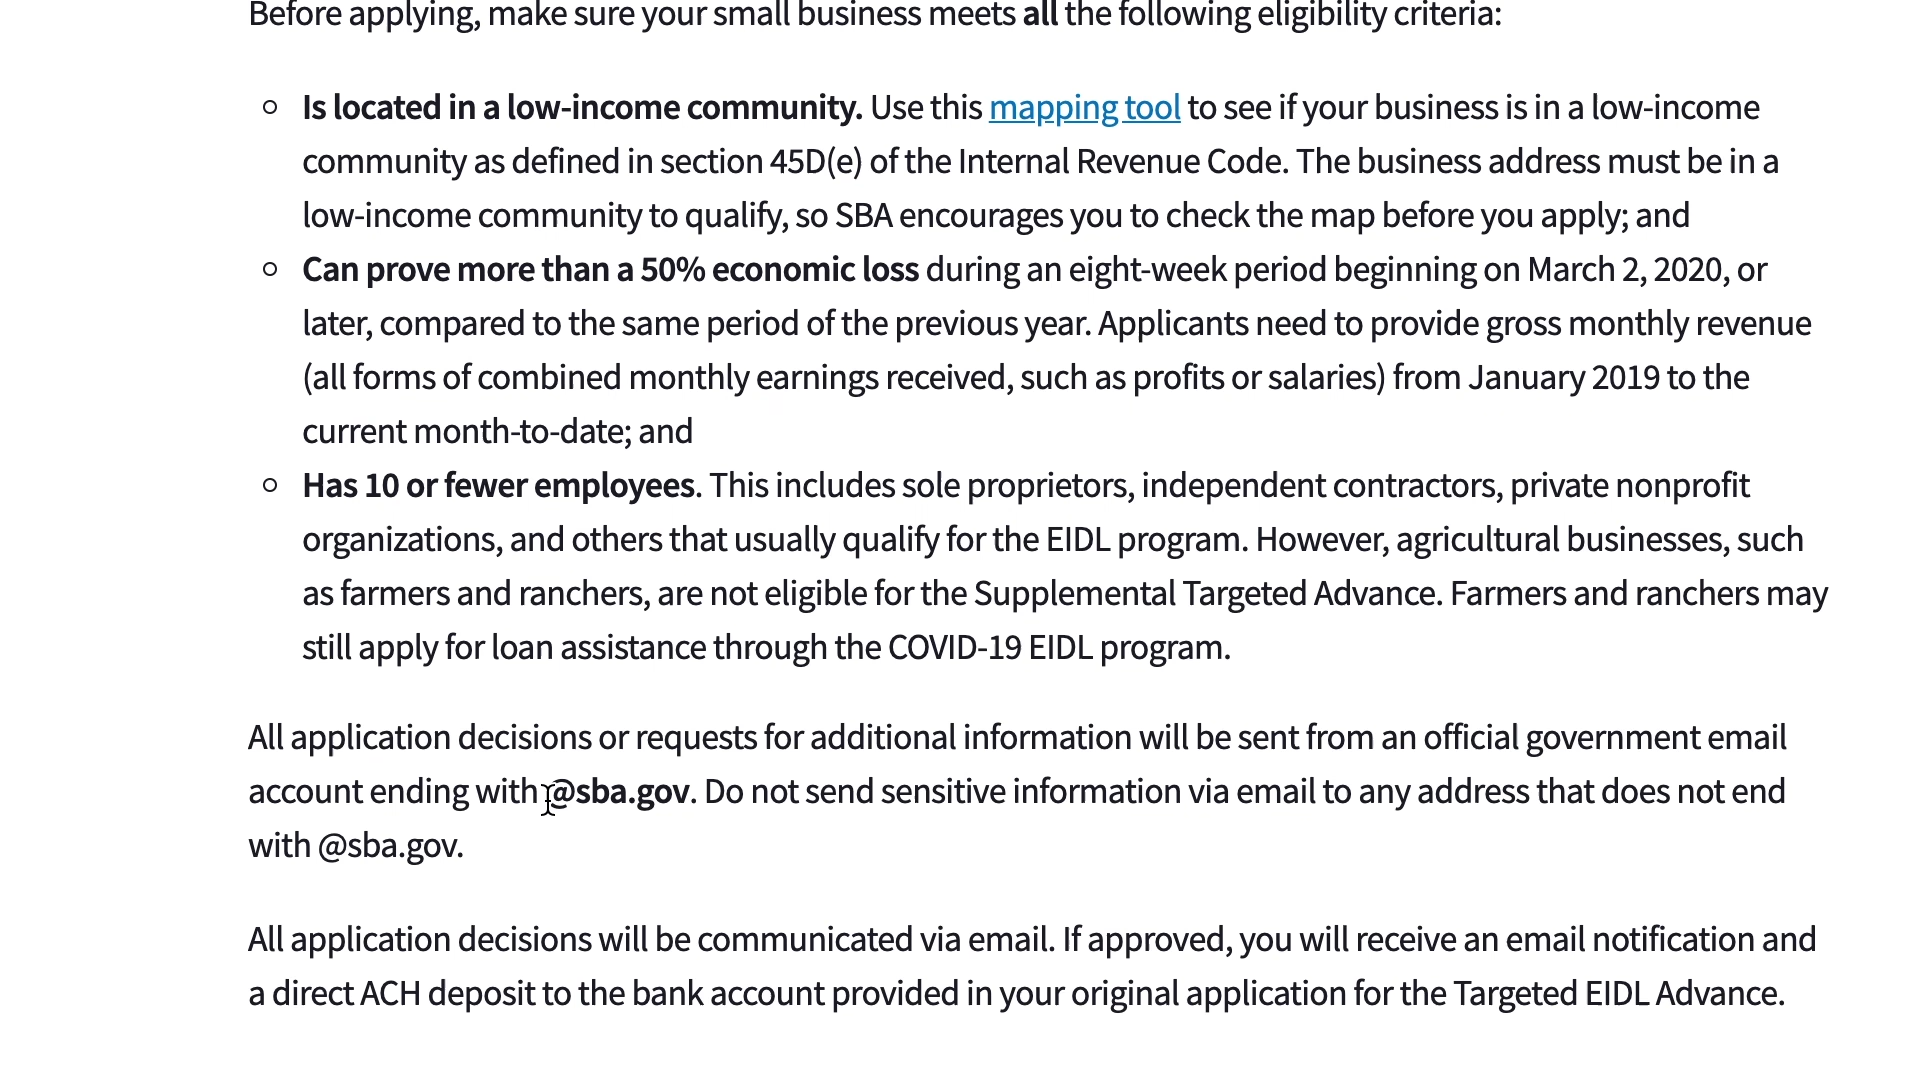 Before applying, make sure your small business meets all the following eligibility criteria:
Is located in a low-income community. Use this mapping tool to see if your business is in a low-income
community as defined in section 45D(e) of the Internal Revenue Code. The business address must be in a
low-income community to qualify, so SBA encourages you to check the map before you apply; and
Can prove more than a 50% economic loss during an eight-week period beginning on March 2, 2020, or
later, compared to the same period of the previous year. Applicants need to provide gross monthly revenue
(all forms of combined monthly earnings received, such as profits or salaries) from January 2019 to the
current month-to-date; and
Has 10 or fewer employees. This includes sole proprietors, independent contractors, private nonprofit
organizations, and others that usually qualify for the EIDL program. However, agricultural businesses, such
as farmers and ranchers, are not eligible for the Supplemental Targeted Advance. Farmers and ranchers may
still apply for loan assistance through the COVID-19 EIDL program.
All application decisions or requests for additional information will be sent from an official government email
account ending with @sba.gov. Do not send sensitive information via email to any address that does not end
with @sba.gov.
All application decisions will be communicated via email. If approved, you will receive an email notification and
a direct ACH deposit to the bank account provided in your original application for the Targeted EIDL Advance.